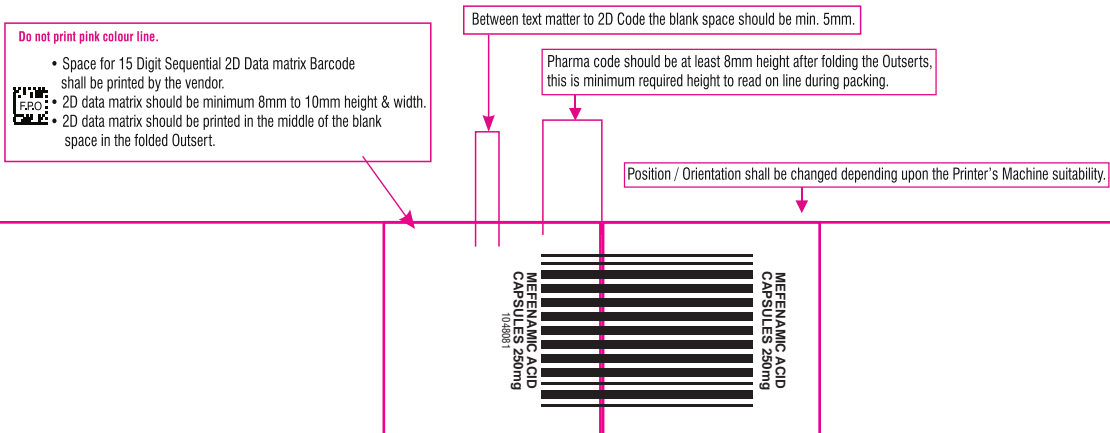 Between text matter to 2D Code the blank space should be min. 5mm.
Do not print pink colour line.
• Space for 15 Digit Sequential 2D Data matrix Barcode
shall be printed by the vendor.
F.P.O
• 2D data matrix should be minimum 8mm to 10mm height & width.
• 2D data matrix should be printed in the middle of the blank
space in the folded Outsert.
Pharma code should be at least 8mm height after folding the Outserts,
this is minimum required height to read on line during packing.
Position / Orientation shall be changed depending upon the Printer's Machine suitability.
MEFENAMIC ACID
CAPSULES 250mg
1048081
MEFENAMIC ACID
CAPSULES 250mg